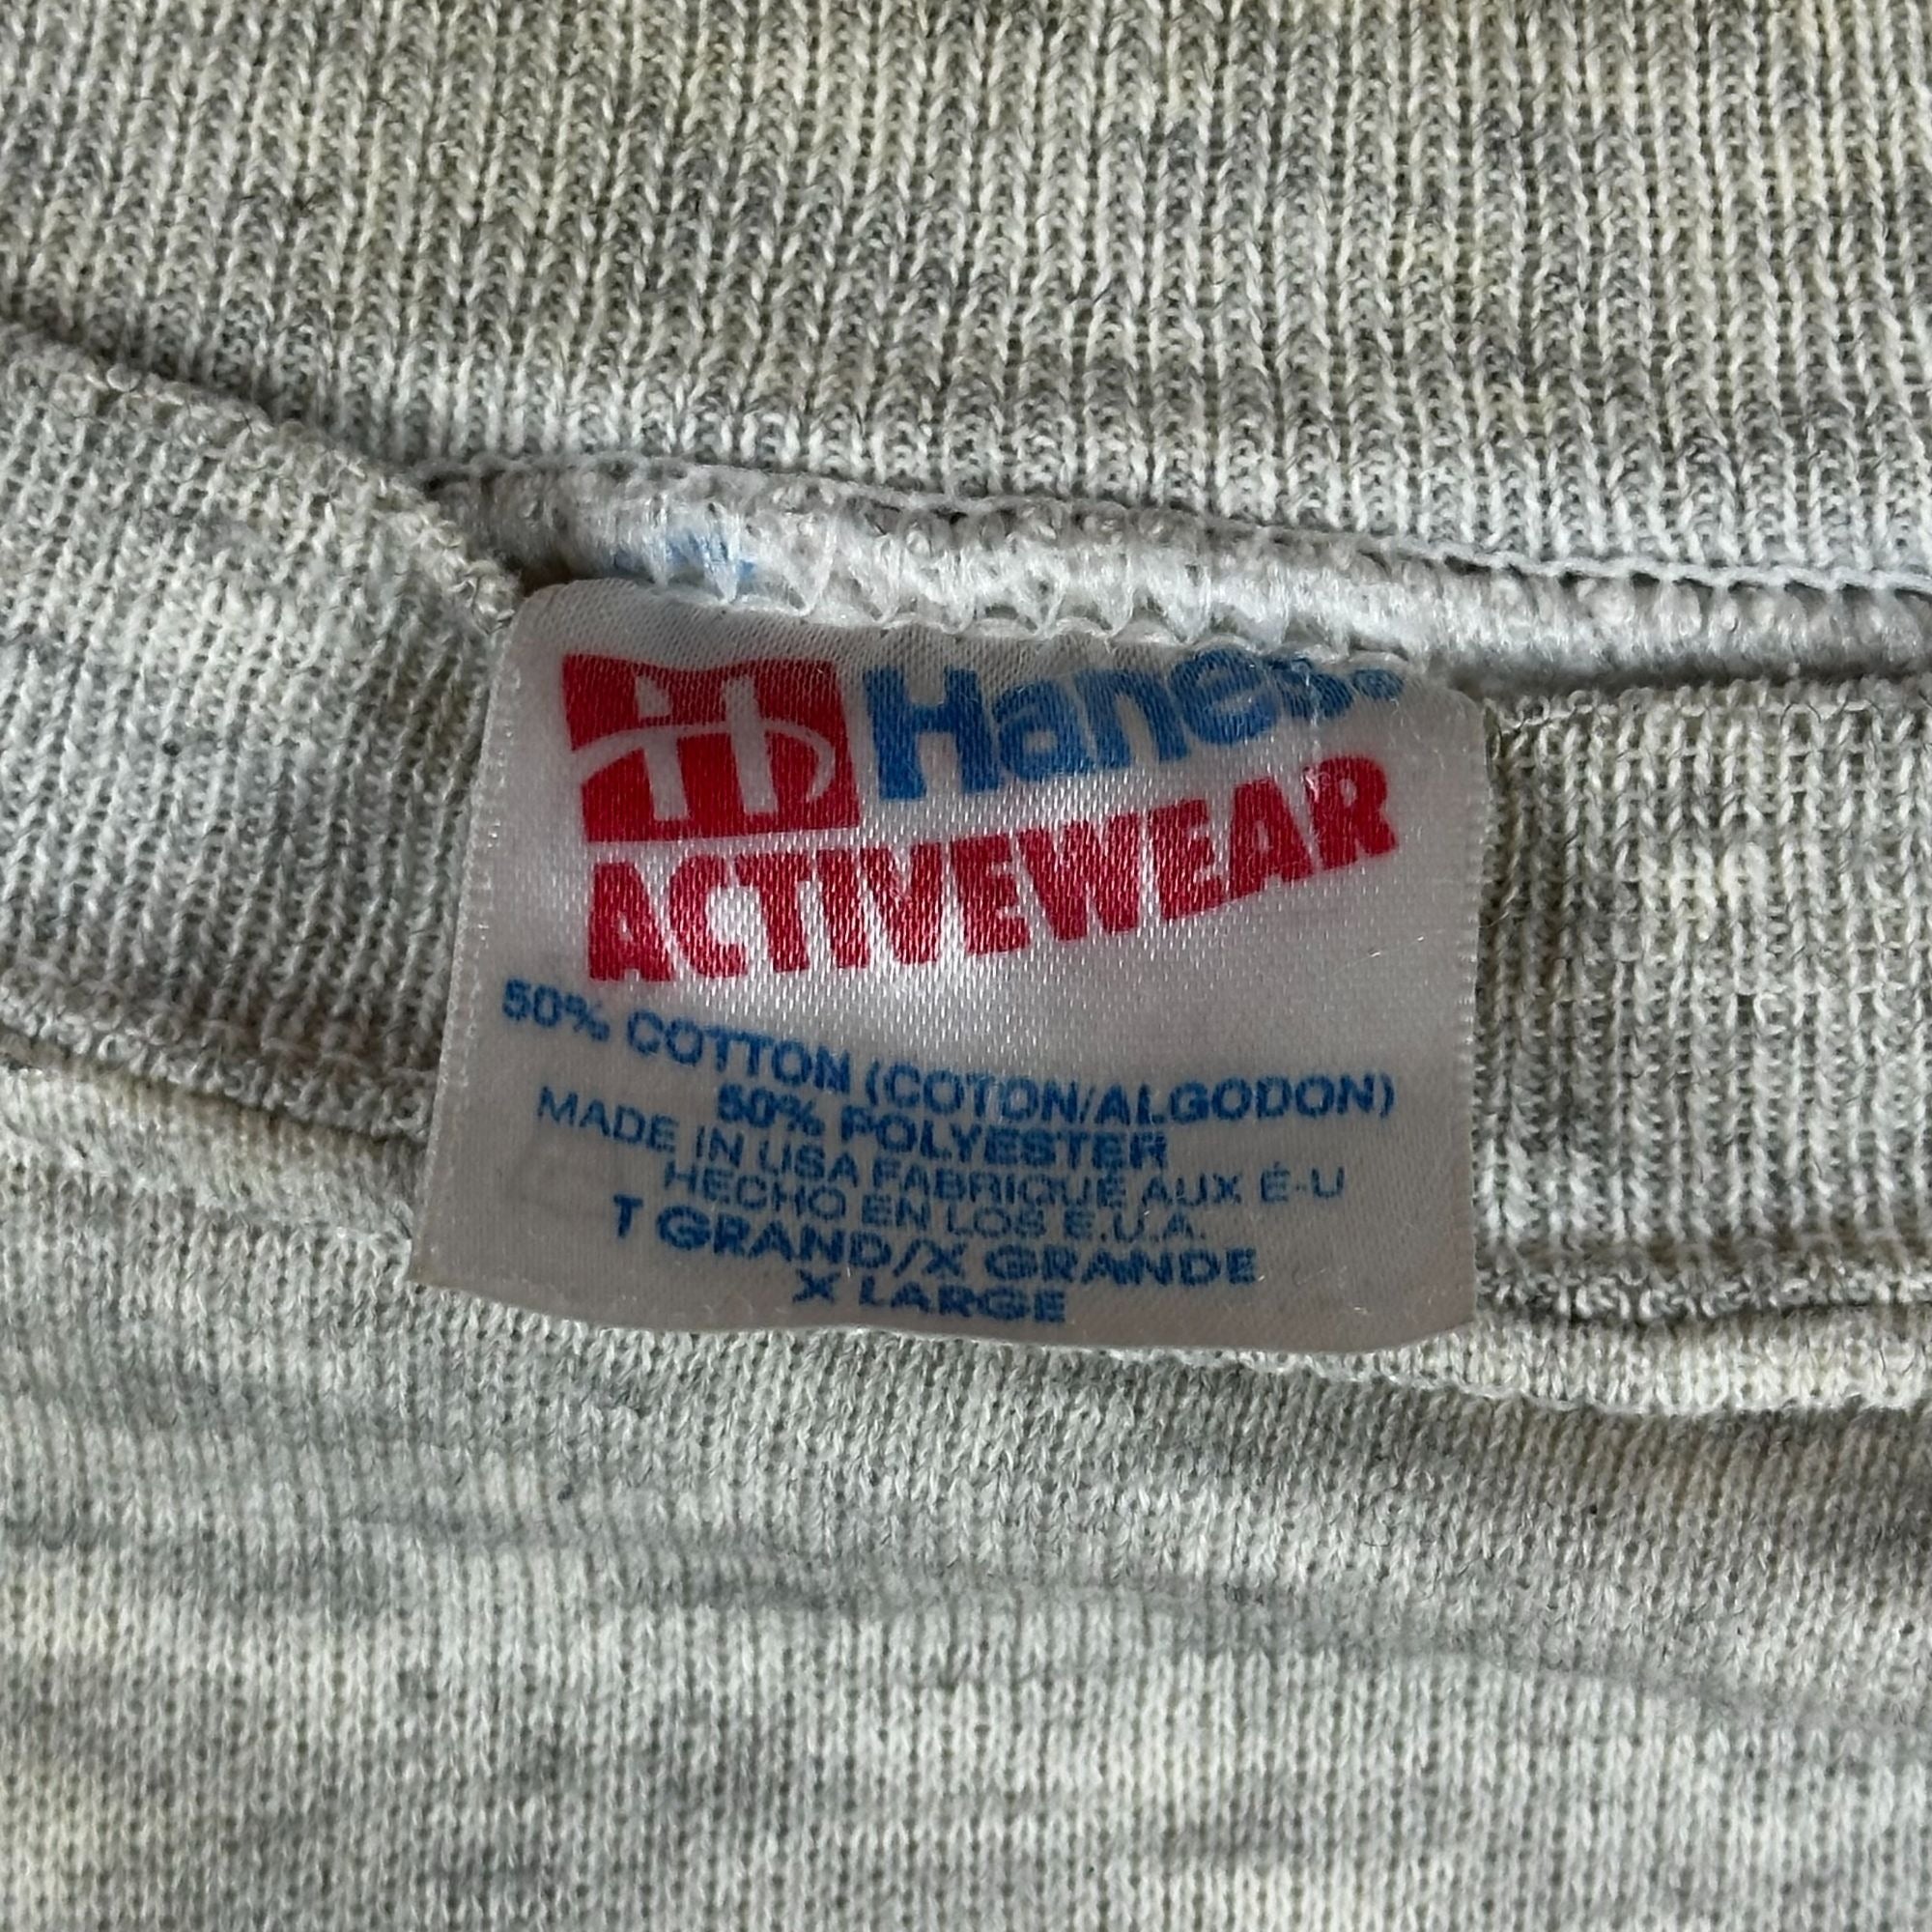 H Hanes®
ACTIVEWEAR
50% COTTON (COTON/ALGODON)
50% POLYESTER
MADE IN USA FABRIQUÉ AUX É-U
HECHO EN LOS E.U.A.
T GRAND/X GRANDE
X LARGE